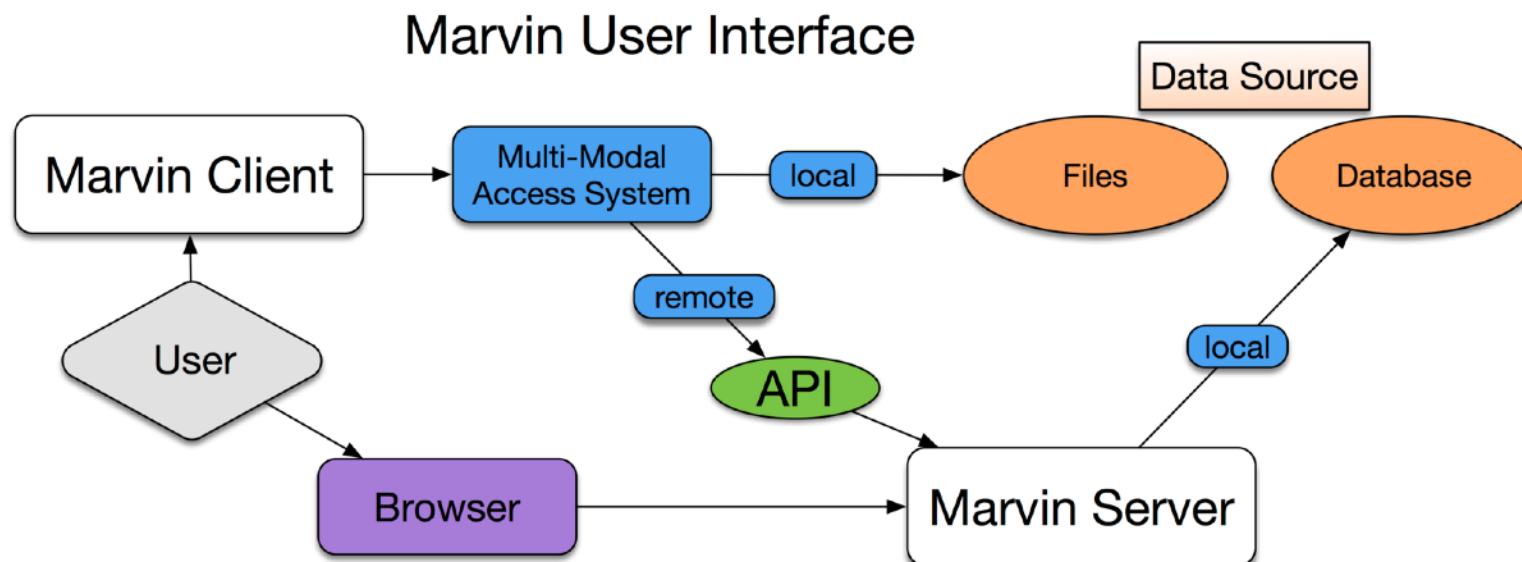 Marvin User Interface
Data Source
Marvin Client
Multi-Modal
Access System
local
Files
Database
remote
User
local
API
Browser
Marvin Server